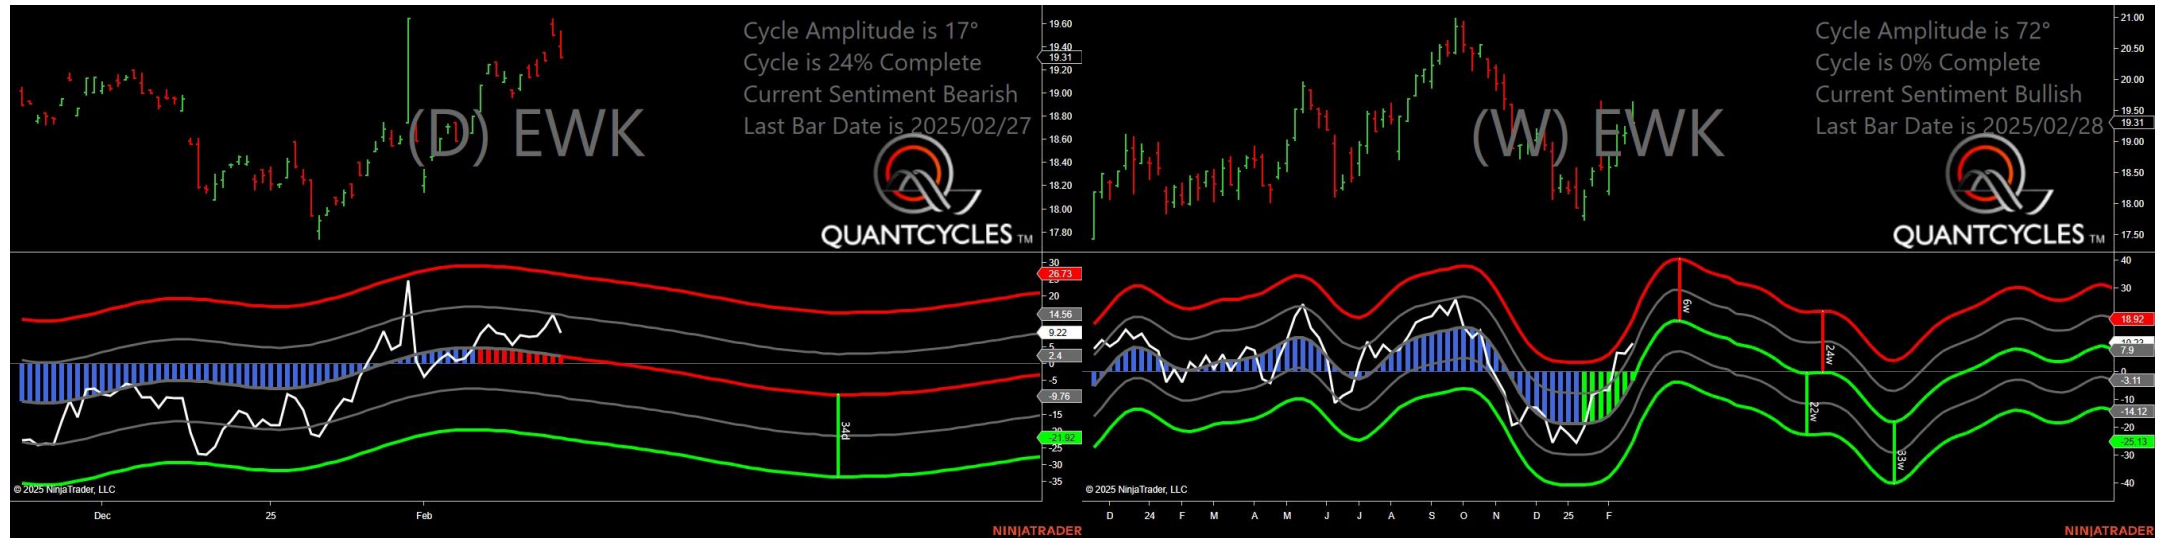 Cycle Amplitude is 17°
Cycle is 24% Complete
Current Sentiment Bearish
Last Bar Date is 2025/02/27
(D) EWK
QUANTCYCLES TM
19.60
19.40
19.31
19.20
19.00
18.80
18.60
18.40
18.20
18.00
17.80
30
26.73
20
14.56
9.22
5
2.4
0
-5
-9.76
-15
-21.92
-25
-30
-35
34d
© 2025 NinjaTrader, LLC
Dec
25
Feb
NINJATRADER
Cycle Amplitude is 72°
Cycle is 0% Complete
Current Sentiment Bullish
Last Bar Date is 2025/02/28
(W) EWK
QUANTCYCLES TM
21.00
20.50
20.00
19.50
19.31
19.00
18.50
18.00
17.50
40
30
18.92
7.9
0
-3.11
-10
-14.12
-20
-25.13
-30
-40
6w
24w
22w
33w
© 2025 NinjaTrader, LLC
D 24 F M A M J J A S O N D 25 F
NINJATRADER